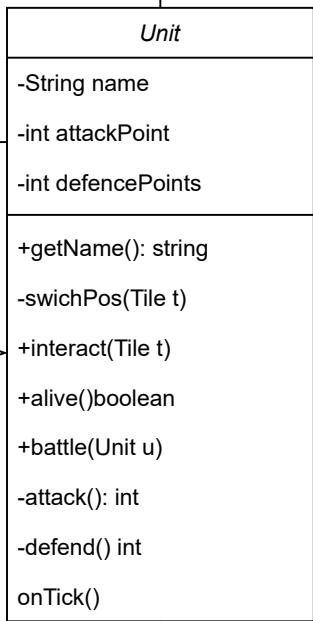 Unit
-String name
-int attackPoint
-int defencePoints
+getName(): string
-swichPos(Tile t)
+interact(Tile t)
+alive()boolean
+battle(Unit u)
-attack(): int
-defend() int
onTick()